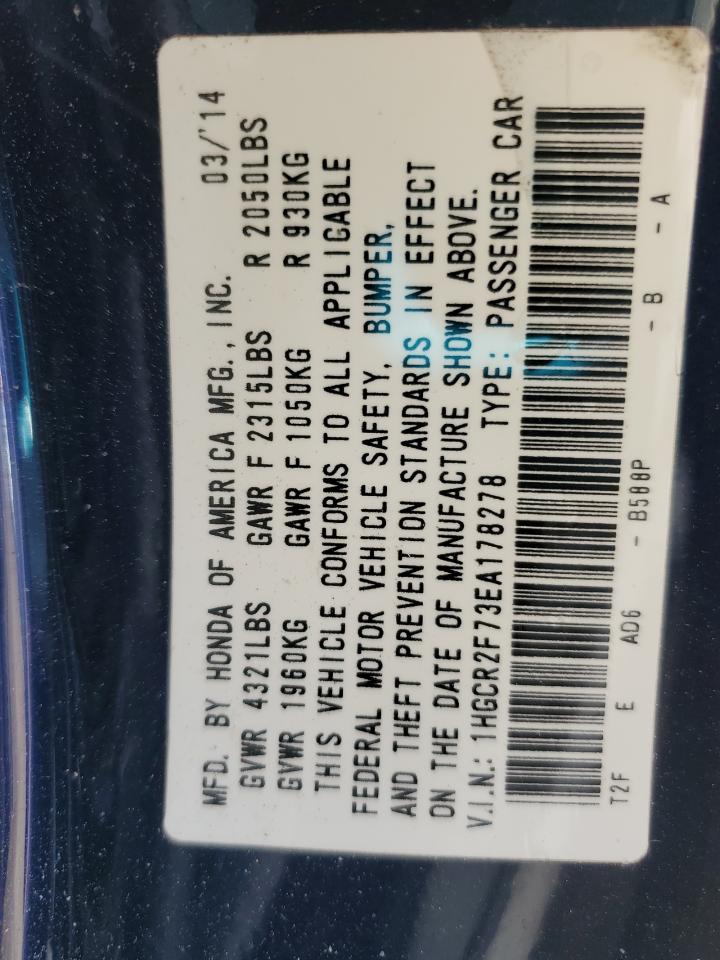 MFD. BY HONDA OF AMERICA MFG., INC. 03/'14
GVWR 4321LBS GAWR F 2315LBS R 2050LBS
GVWR 1960KG GAWR F 1050KG R 930KG
THIS VEHICLE CONFORMS TO ALL APPLICABLE
FEDERAL MOTOR VEHICLE SAFETY, BUMPER,
AND THEFT PREVENTION STANDARDS IN EFFECT
ON THE DATE OF MANUFACTURE SHOWN ABOVE.
V.I.N.: 1HGCR2F73EA178278 TYPE: PASSENGER CAR
T2F E AD6 - B588P - B - A